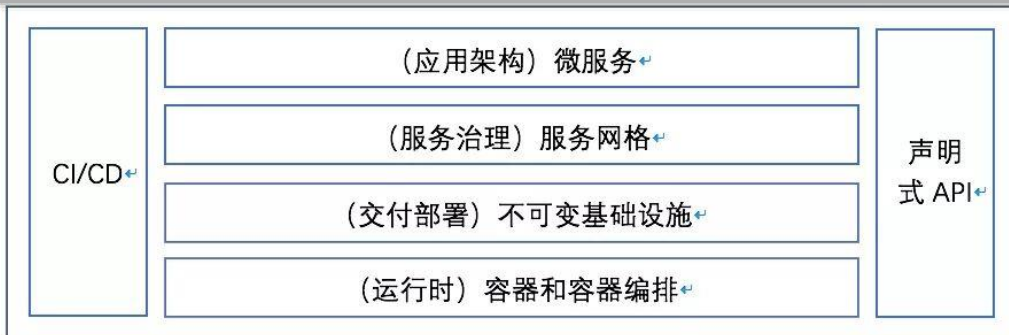 CI/CD
（应用架构）微服务
（服务治理）服务网格
（交付部署）不可变基础设施
（运行时）容器和容器编排
声明
式 API